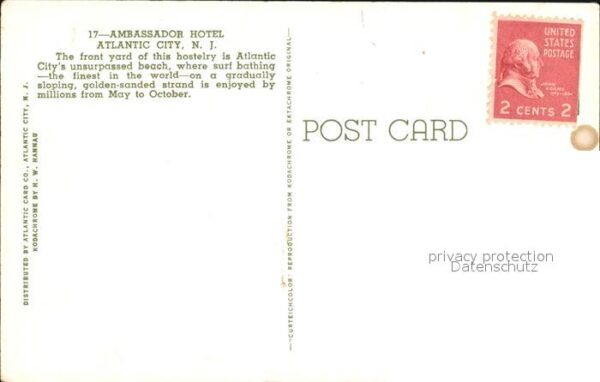 17—AMBASSADOR HOTEL
ATLANTIC CITY, N. J.
The front yard of this hostelry is Atlantic
City's unsurpassed beach, where surf bathing
—the finest in the world—on a gradually
sloping, golden-sanded strand is enjoyed by
millions from May to October.
DISTRIBUTED BY ATLANTIC CARD CO., ATLANTIC CITY, N. J.
KODACHROME BY H. W. HANNAU
"CURTEICHCOLOR" REPRODUCTION FROM KODACHROME OR EKTACHROME ORIGINAL
POST CARD
UNITED
STATES
POSTAGE
JOHN
ADAMS
2 CENTS 2
privacy protection
Datenschutz